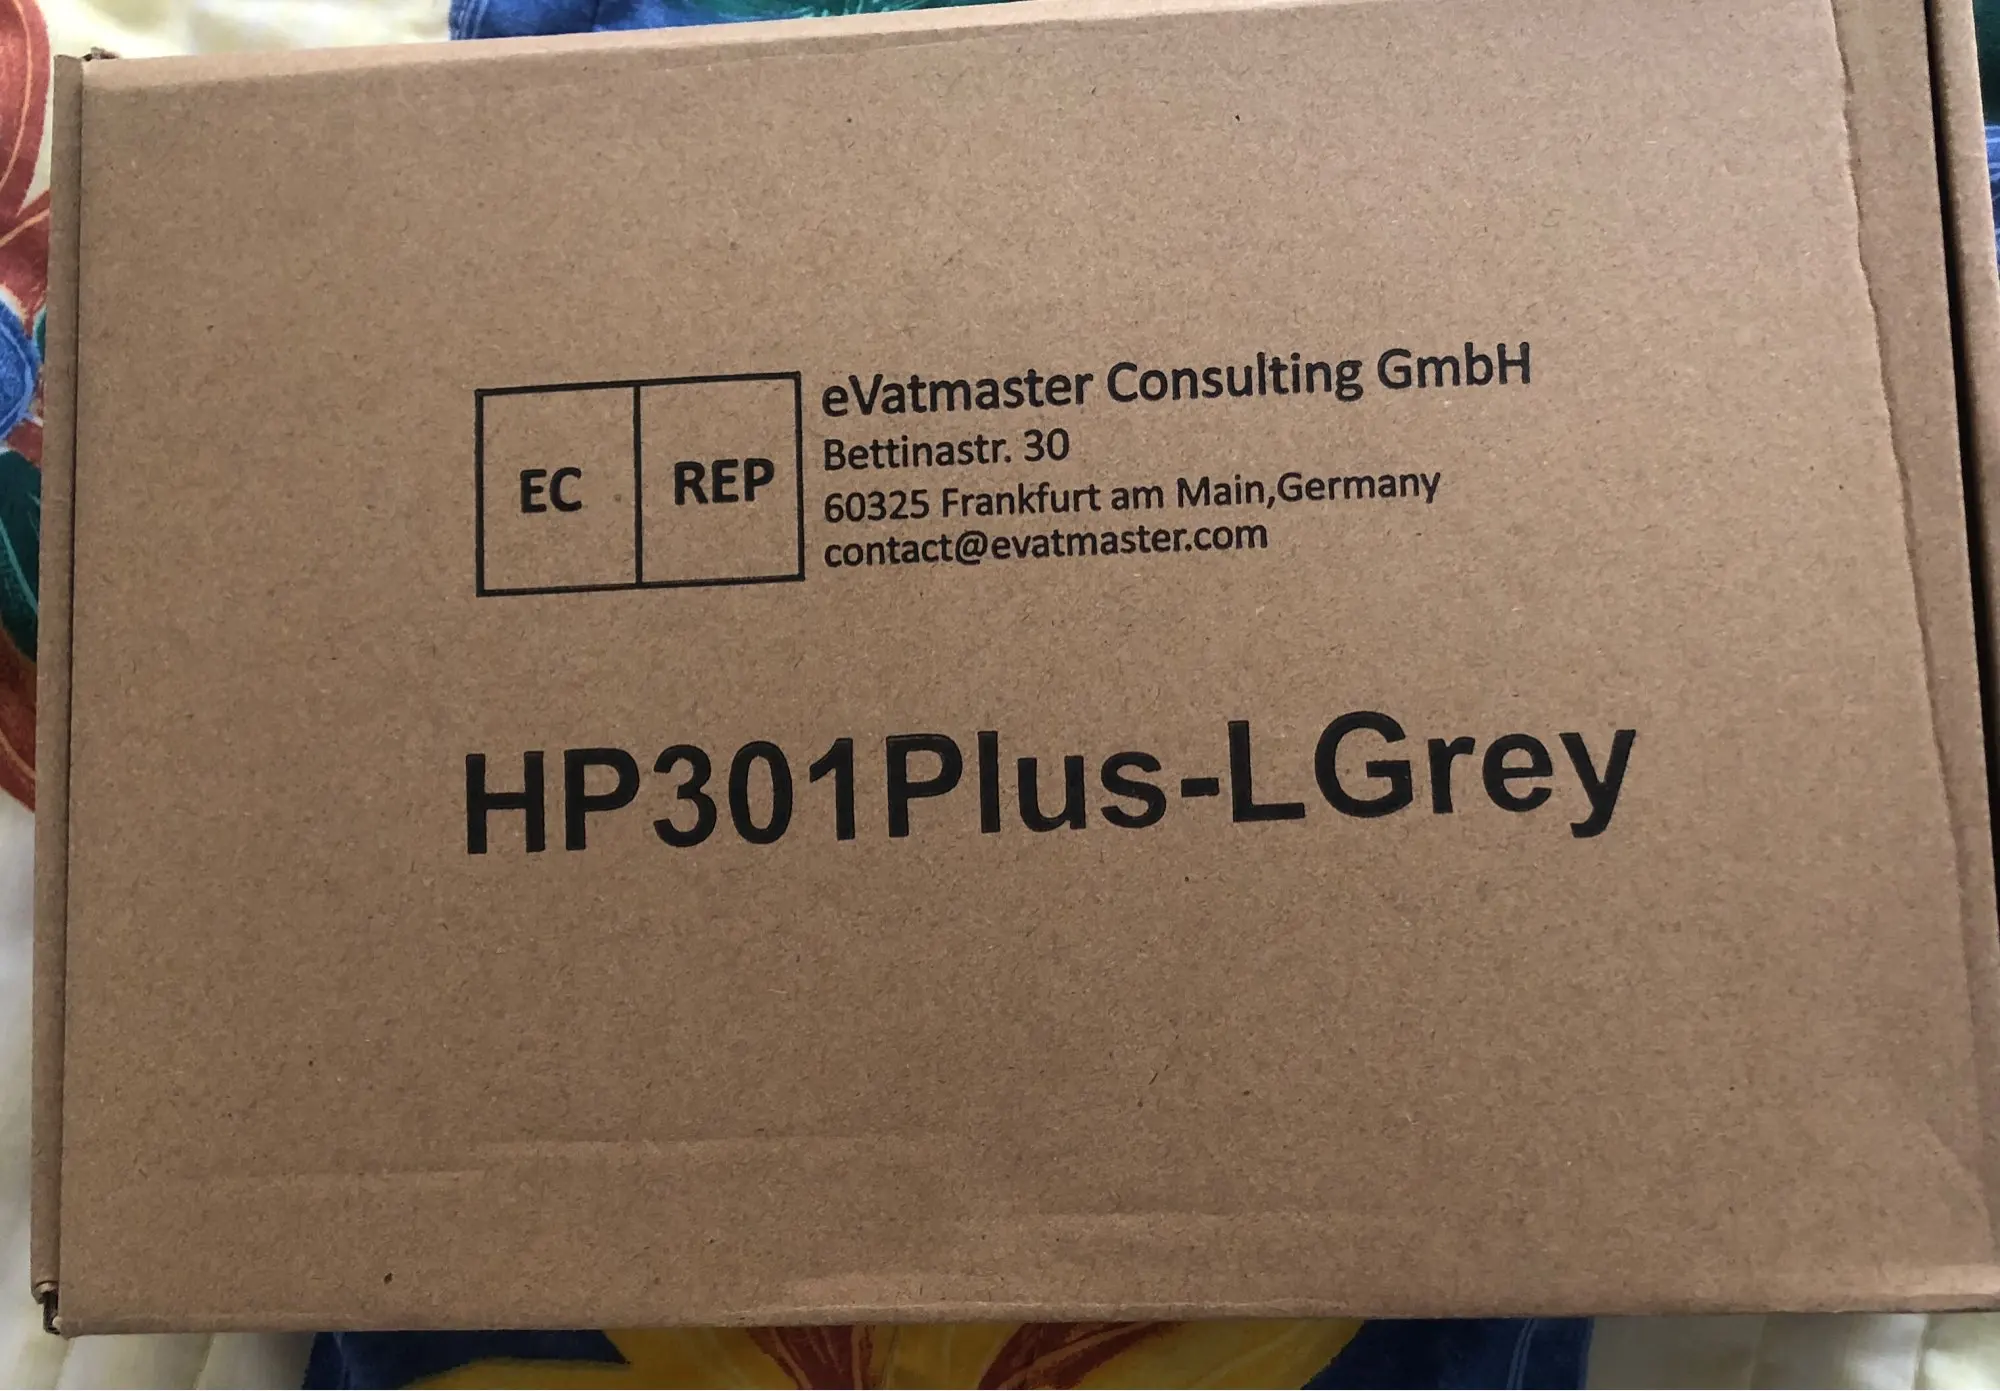 EC REP
eVatmaster Consulting GmbH
Bettinastr. 30
60325 Frankfurt am Main,Germany
contact@evatmaster.com
HP301Plus-LGrey